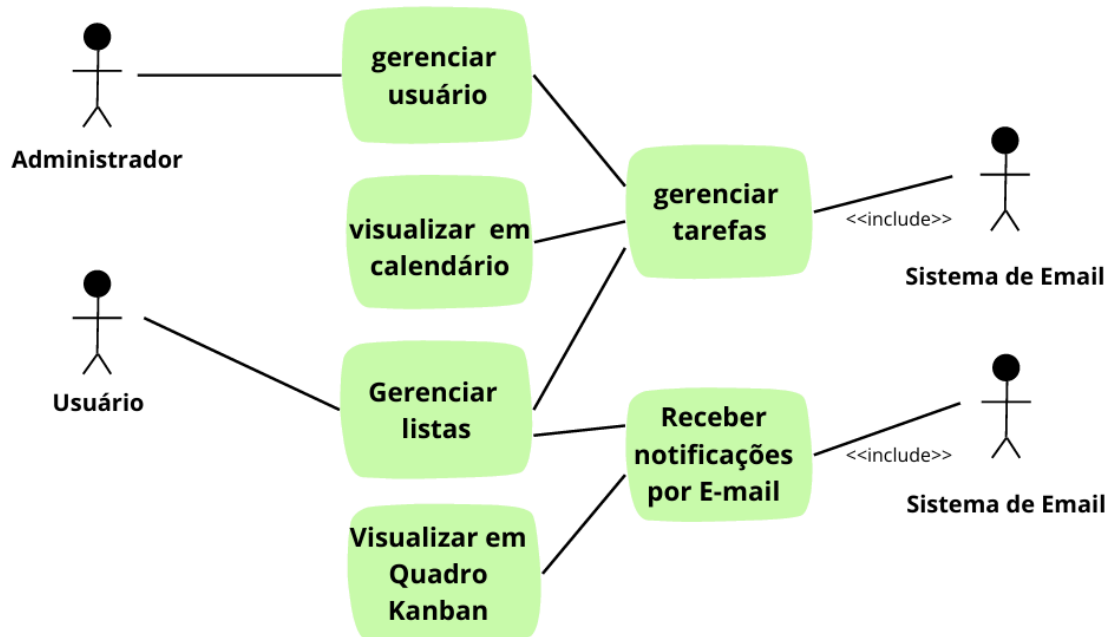 gerenciar
usuário
Administrador
visualizar em
calendário
gerenciar
tarefas
<<include>>
Sistema de Email
Usuário
Gerenciar
listas
Receber
notificações
por E-mail
<<include>>
Sistema de Email
Visualizar em
Quadro
Kanban